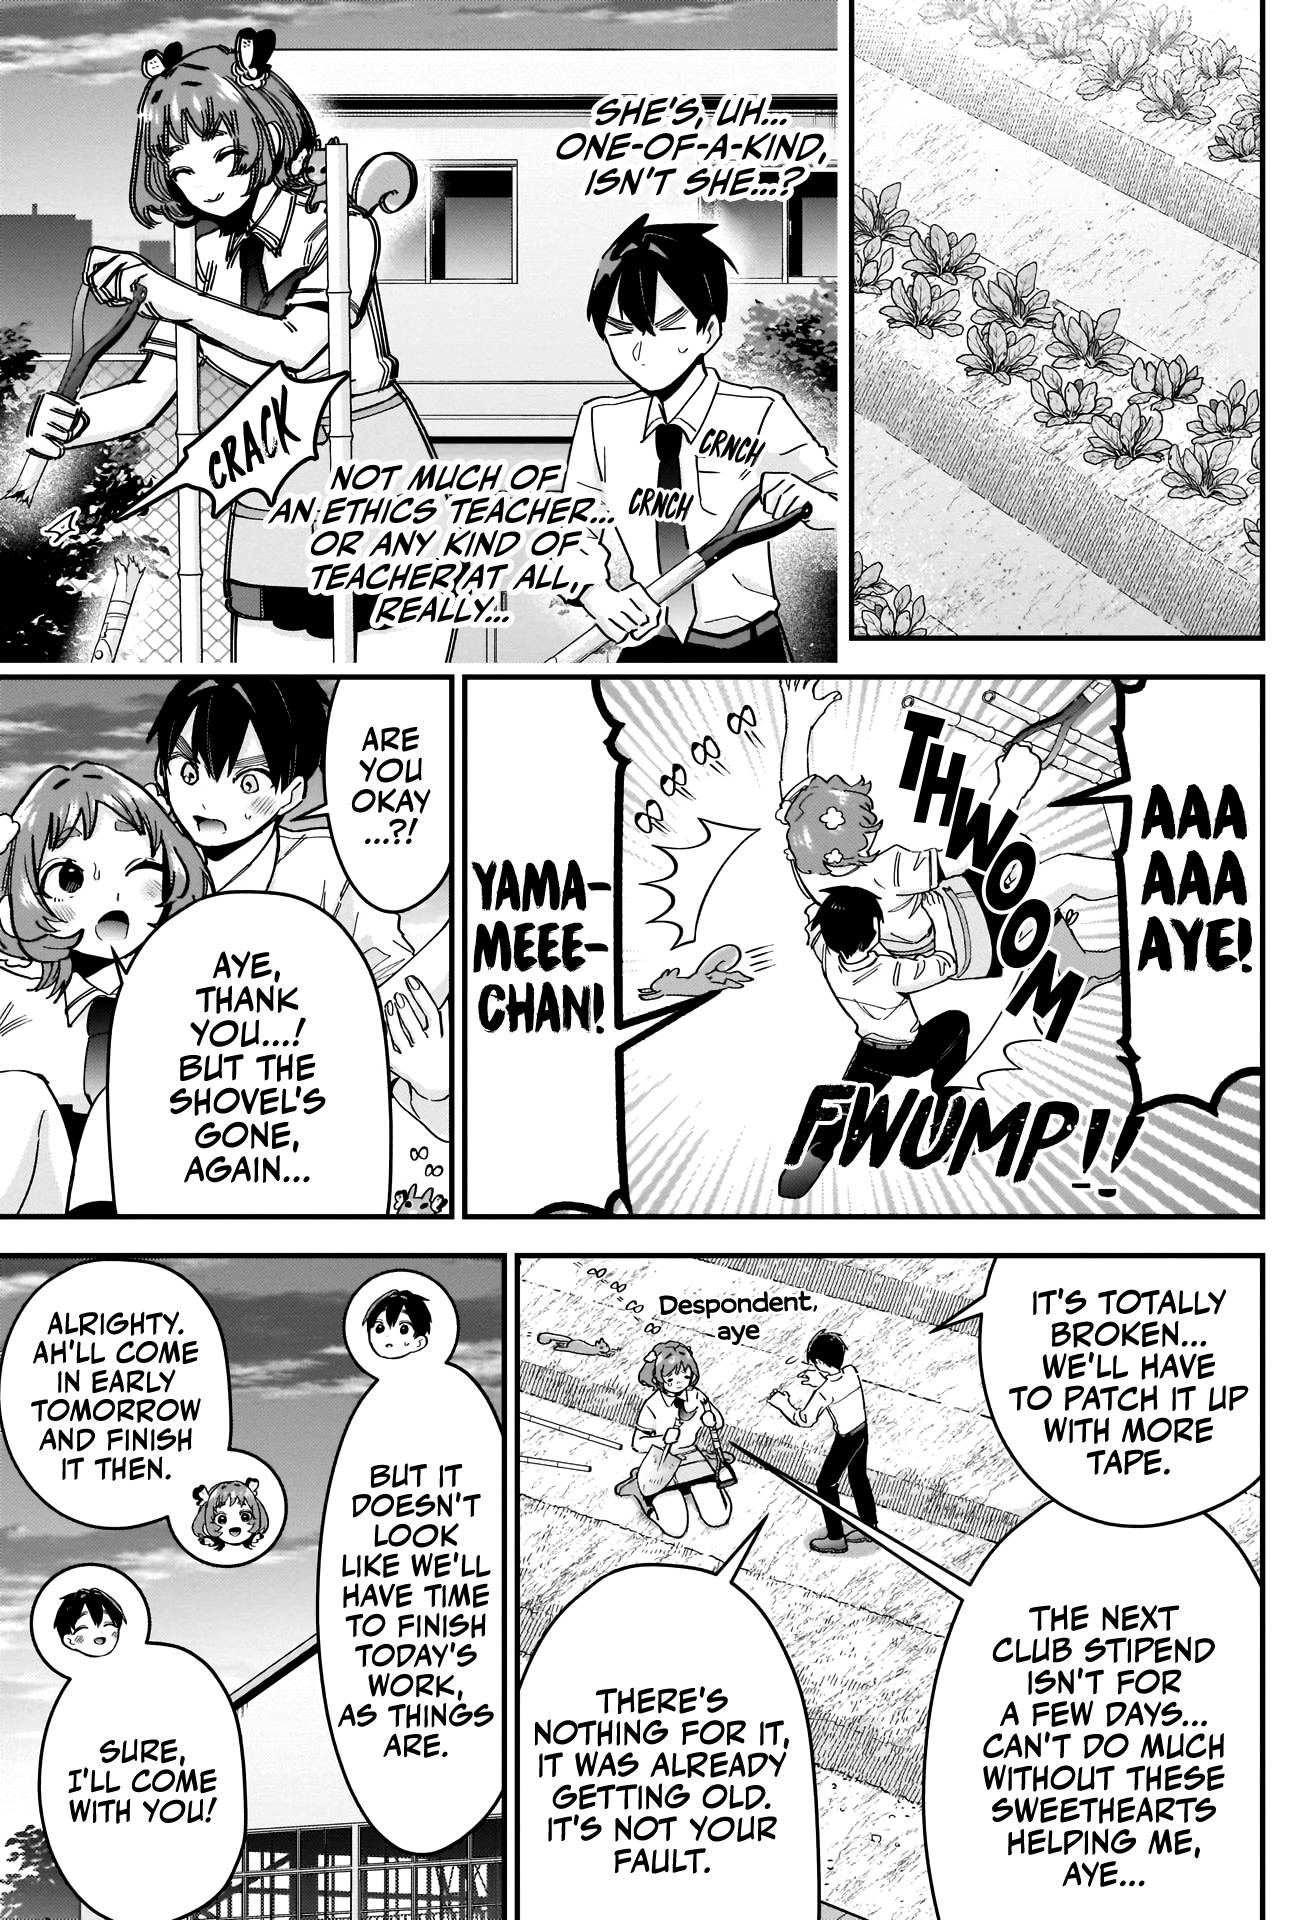 SHE'S, UH...
ONE-OF-A-KIND,
ISN'T SHE...?
CRNCH
CRNCH
CRACK
NOT MUCH OF
AN ETHICS TEACHER...
OR ANY KIND OF
TEACHER AT ALL,
REALLY...
AAA
AAA
AYE!
THWOOM
FWUMP!!
YAMA-
MEEE-
CHAN!
ARE
YOU
OKAY
...?!
AYE,
THANK
YOU...!
BUT THE
SHOVEL'S
GONE,
AGAIN...
IT'S TOTALLY
BROKEN...
WE'LL HAVE
TO PATCH IT UP
WITH MORE
TAPE.
Despondent,
aye
THE NEXT
CLUB STIPEND
ISN'T FOR
A FEW DAYS...
CAN'T DO MUCH
WITHOUT THESE
SWEETHEARTS
HELPING ME,
AYE...
THERE'S
NOTHING FOR IT,
IT WAS ALREADY
GETTING OLD.
IT'S NOT YOUR
FAULT.
BUT IT
DOESN'T
LOOK
LIKE WE'LL
HAVE TIME
TO FINISH
TODAY'S
WORK,
AS THINGS
ARE.
ALRIGHTY.
AH'LL COME
IN EARLY
TOMORROW
AND FINISH
IT THEN.
SURE,
I'LL COME
WITH YOU!